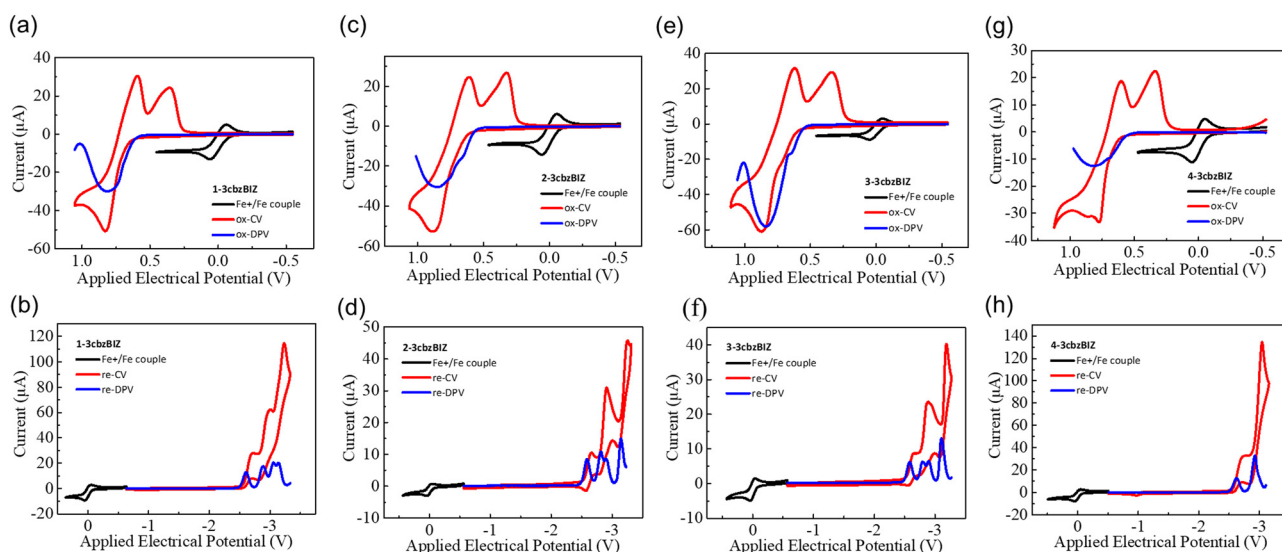 (a)
40
20
0
-20
-40
-60
Current (µA)
1-3cbzBIZ
Fe+/Fe couple
ox-CV
ox-DPV
1.0 0.5 0.0 -0.5
Applied Electrical Potential (V)
(c)
40
20
0
-20
-40
-60
Current (µA)
2-3cbzBIZ
Fe+/Fe couple
ox-CV
ox-DPV
1.0 0.5 0.0 -0.5
Applied Electrical Potential (V)
(e)
40
20
0
-20
-40
-60
Current (µA)
3-3cbzBIZ
Fe+/Fe couple
ox-CV
ox-DPV
1.0 0.5 0.0 -0.5
Applied Electrical Potential (V)
(g)
30
20
10
0
-10
-20
-30
-40
Current (µA)
4-3cbzBIZ
Fe+/Fe couple
ox-CV
ox-DPV
1.0 0.5 0.0 -0.5
Applied Electrical Potential (V)
(b)
120
100
80
60
40
20
0
-20
Current (µA)
1-3cbzBIZ
Fe+/Fe couple
re-CV
re-DPV
0 -1 -2 -3
Applied Electrical Potential (V)
(d)
50
40
30
20
10
0
-10
Current (µA)
2-3cbzBIZ
Fe+/Fe couple
re-CV
re-DPV
0 -1 -2 -3
Applied Electrical Potential (V)
(f)
40
30
20
10
0
-10
Current (µA)
3-3cbzBIZ
Fe+/Fe couple
re-CV
re-DPV
0 -1 -2 -3
Applied Electrical Potential (V)
(h)
140
120
100
80
60
40
20
0
-20
Current (µA)
4-3cbzBIZ
Fe+/Fe couple
re-CV
re-DPV
1 0 -1 -2 -3
Applied Electrical Potential (V)